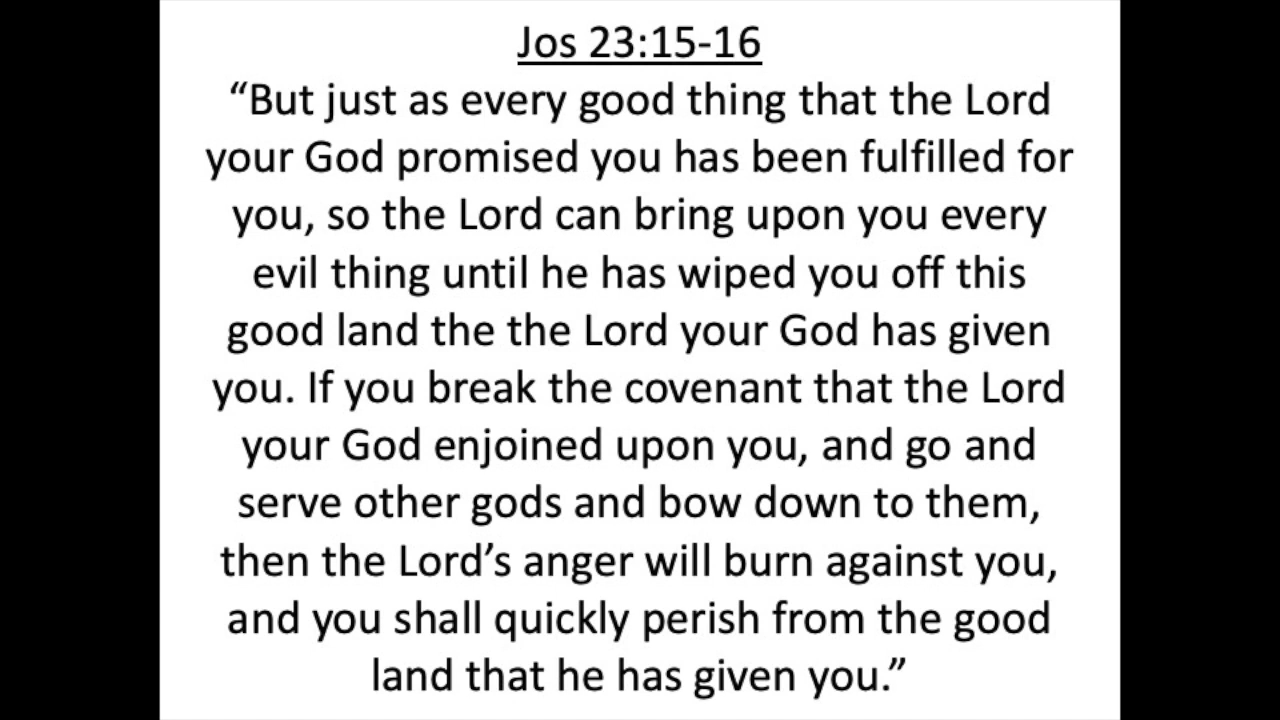 Jos 23:15-16
“But just as every good thing that the Lord
your God promised you has been fulfilled for
you, so the Lord can bring upon you every
evil thing until he has wiped you off this
good land the the Lord your God has given
you. If you break the covenant that the Lord
your God enjoined upon you, and go and
serve other gods and bow down to them,
then the Lord’s anger will burn against you,
and you shall quickly perish from the good
land that he has given you.”